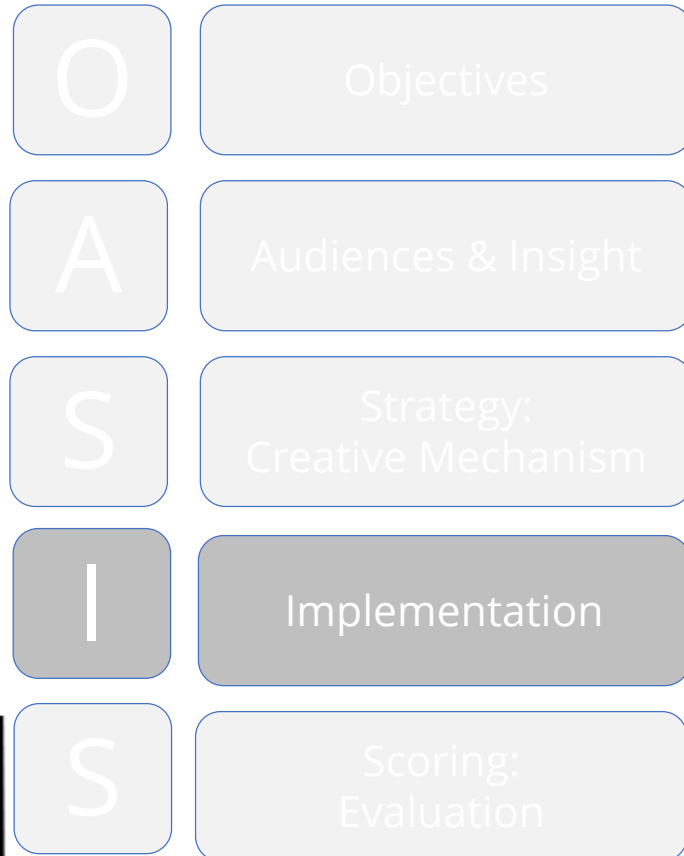 O
Objectives
A
Audiences & Insight
S
Strategy:
Creative Mechanism
I
Implementation
S
Scoring:
Evaluation